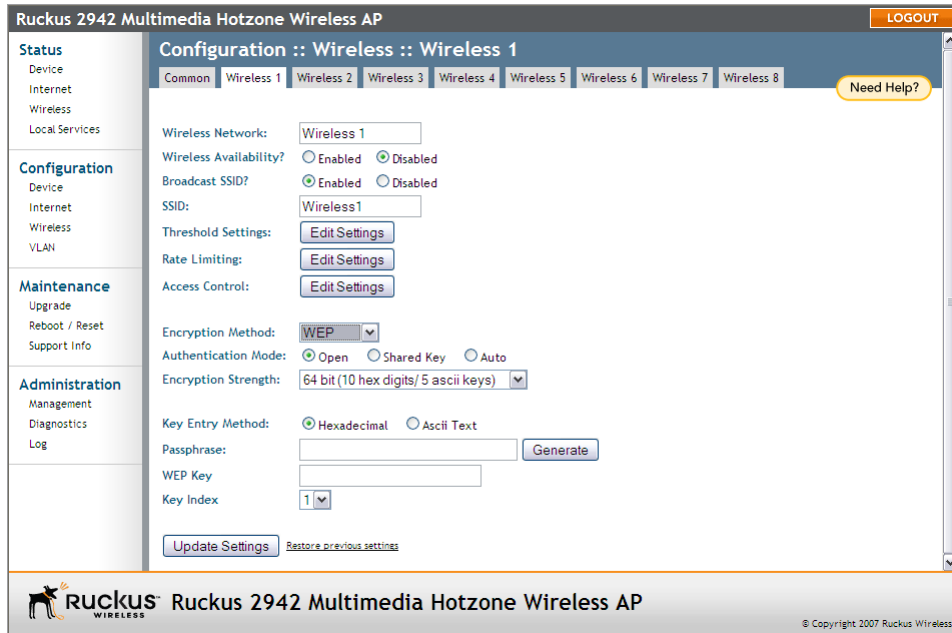 Ruckus 2942 Multimedia Hotzone Wireless AP
LOGOUT
Status
Device
Internet
Wireless
Local Services
Configuration
Device
Internet
Wireless
VLAN
Maintenance
Upgrade
Reboot / Reset
Support Info
Administration
Management
Diagnostics
Log
Configuration :: Wireless :: Wireless 1
Common Wireless 1 Wireless 2 Wireless 3 Wireless 4 Wireless 5 Wireless 6 Wireless 7 Wireless 8
Need Help?
Wireless Network: Wireless 1
Wireless Availability? Enabled Disabled
Broadcast SSID? Enabled Disabled
SSID: Wireless1
Threshold Settings: Edit Settings
Rate Limiting: Edit Settings
Access Control: Edit Settings
Encryption Method: WEP
Authentication Mode: Open Shared Key Auto
Encryption Strength: 64 bit (10 hex digits/ 5 ascii keys)
Key Entry Method: Hexadecimal Ascii Text
Passphrase: Generate
WEP Key
Key Index 1
Update Settings Restore previous settings
RUCKUS WIRELESS Ruckus 2942 Multimedia Hotzone Wireless AP
© Copyright 2007 Ruckus Wireless